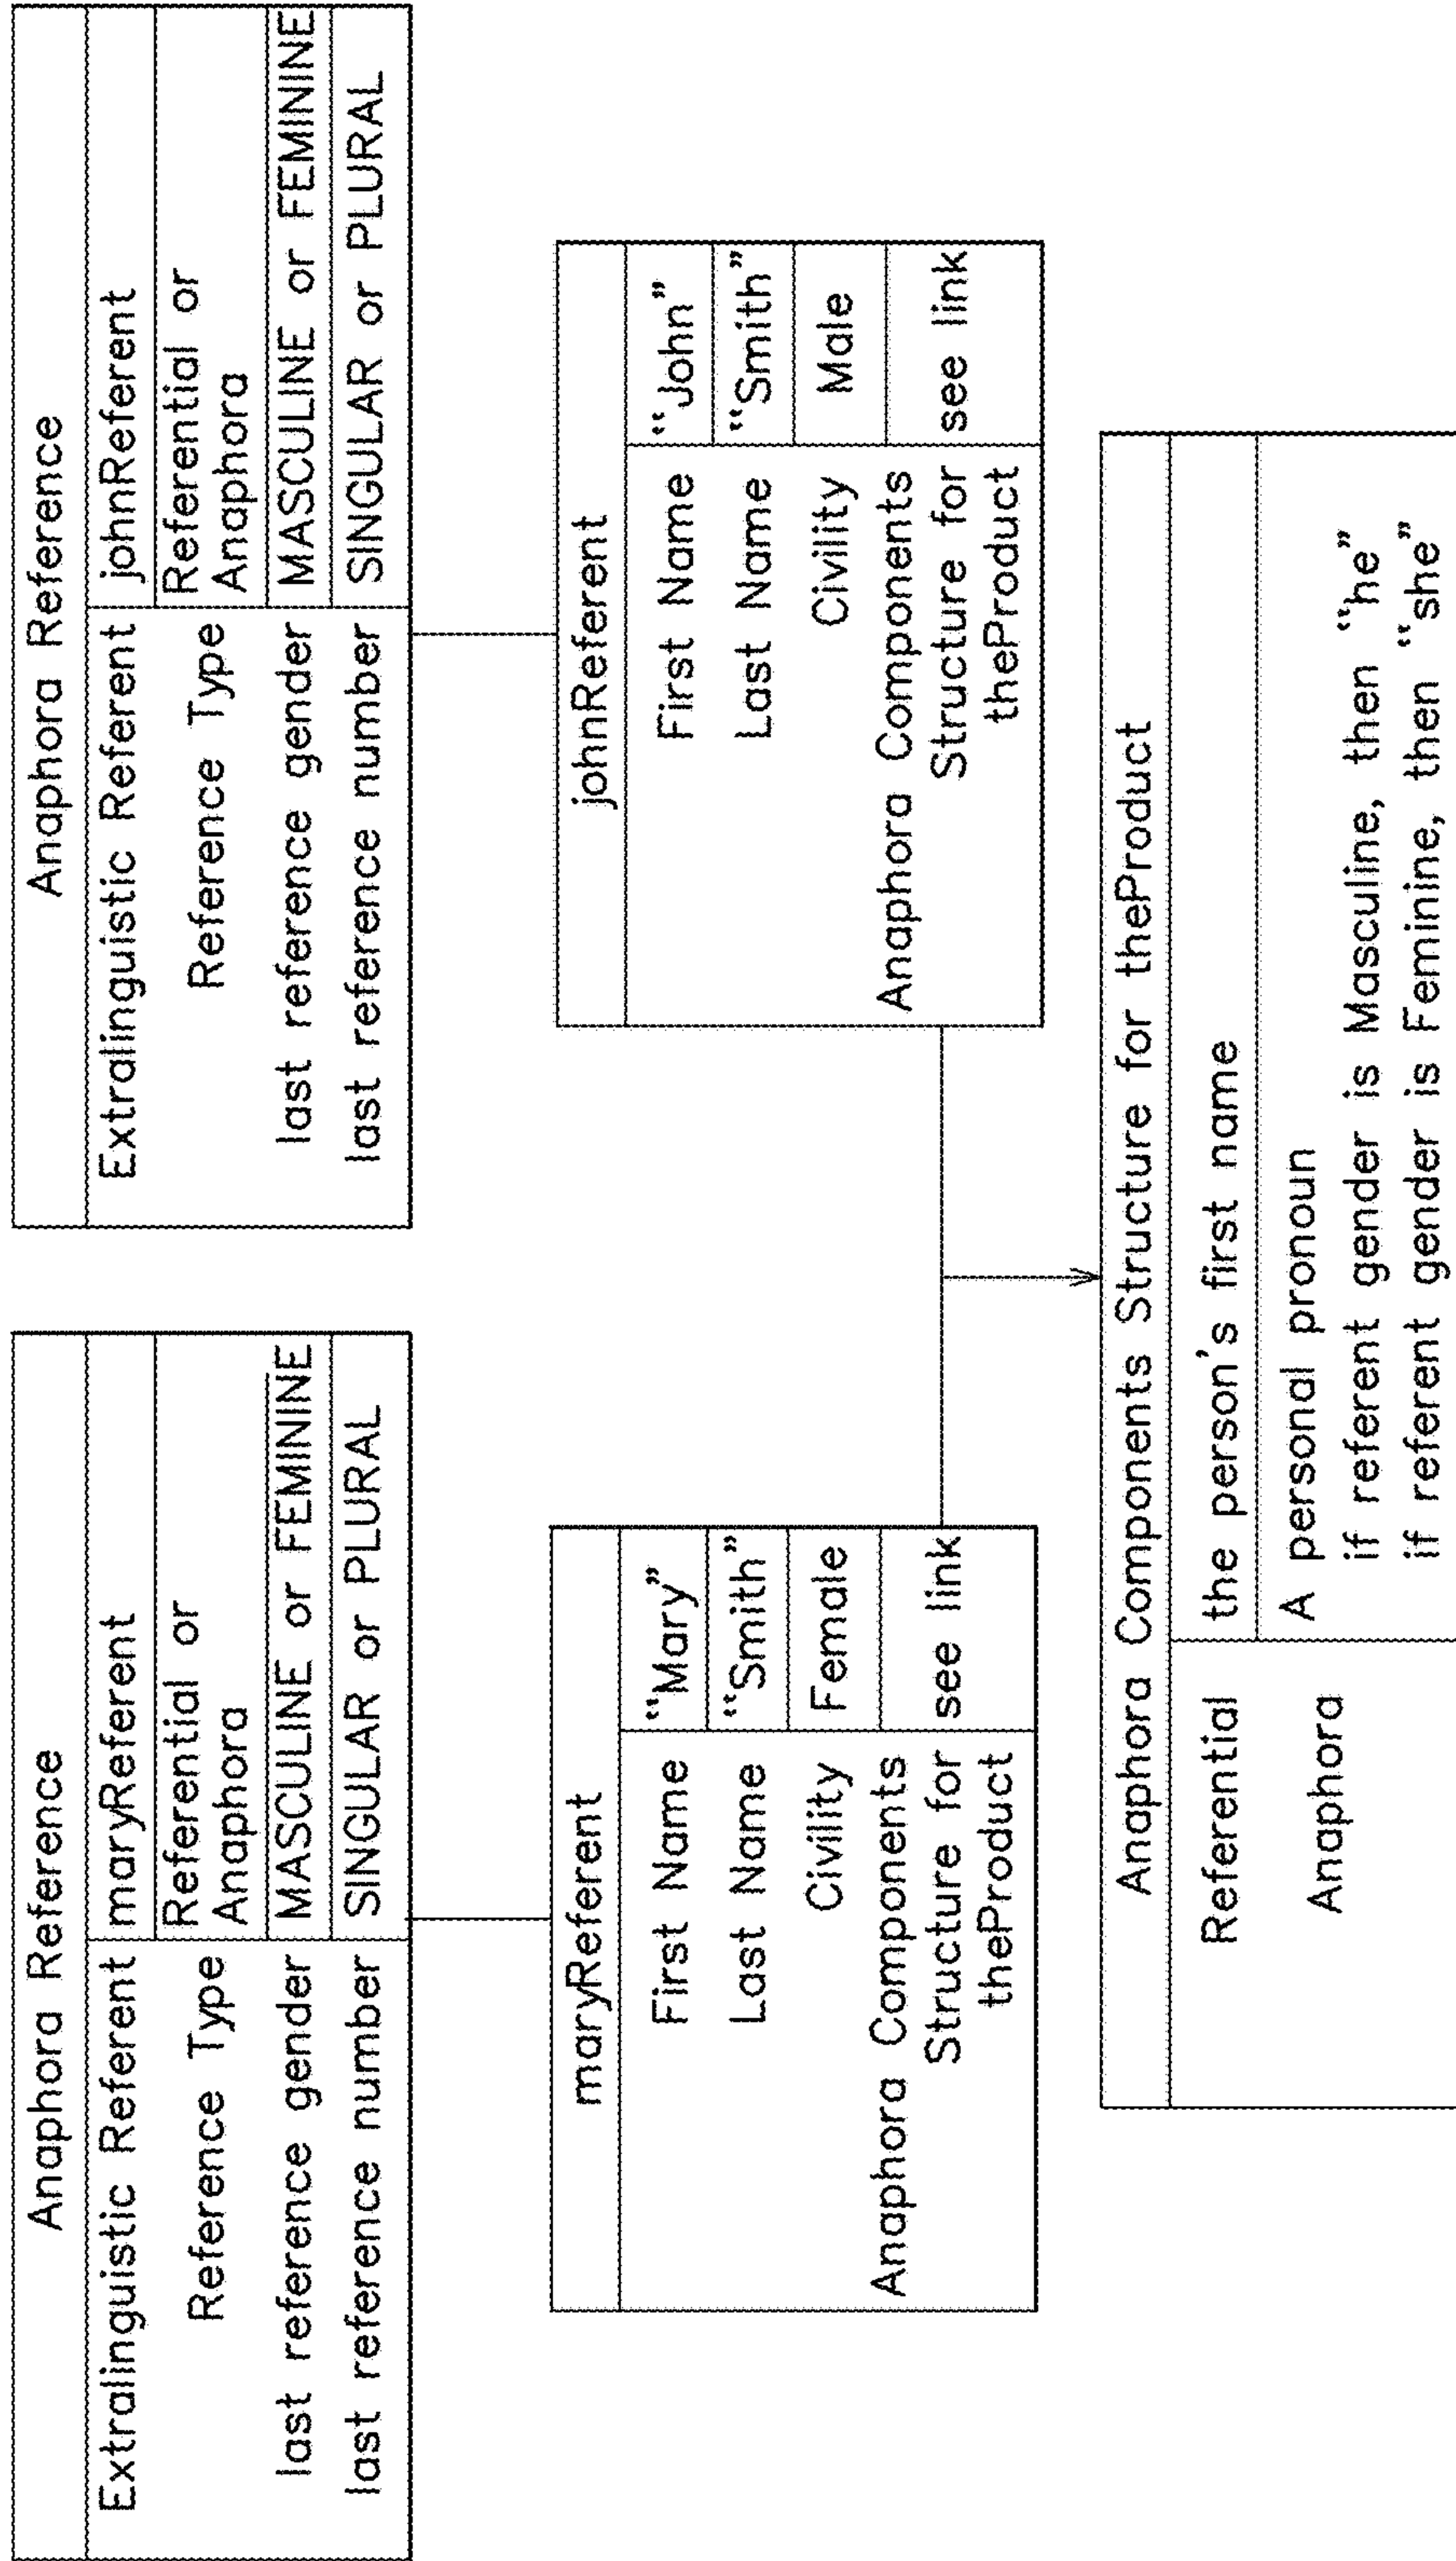 Anaphora Reference
Extralinguistic Referent maryReferent
Reference Type Referential or
Anaphora
last reference gender MASCULINE or FEMININE
last reference number SINGULAR or PLURAL
Anaphora Reference
Extralinguistic Referent johnReferent
Reference Type Referential or
Anaphora
last reference gender MASCULINE or FEMININE
last reference number SINGULAR or PLURAL
maryReferent
First Name "Mary"
Last Name "Smith"
Civility Female
Anaphora Components
Structure for see link
theProduct
johnReferent
First Name "John"
Last Name "Smith"
Civility Male
Anaphora Components
Structure for see link
theProduct
Anaphora Components Structure for theProduct
Referential the person's first name
A personal pronoun
Anaphora if referent gender is Masculine, then "he"
if referent gender is Feminine, then "she"